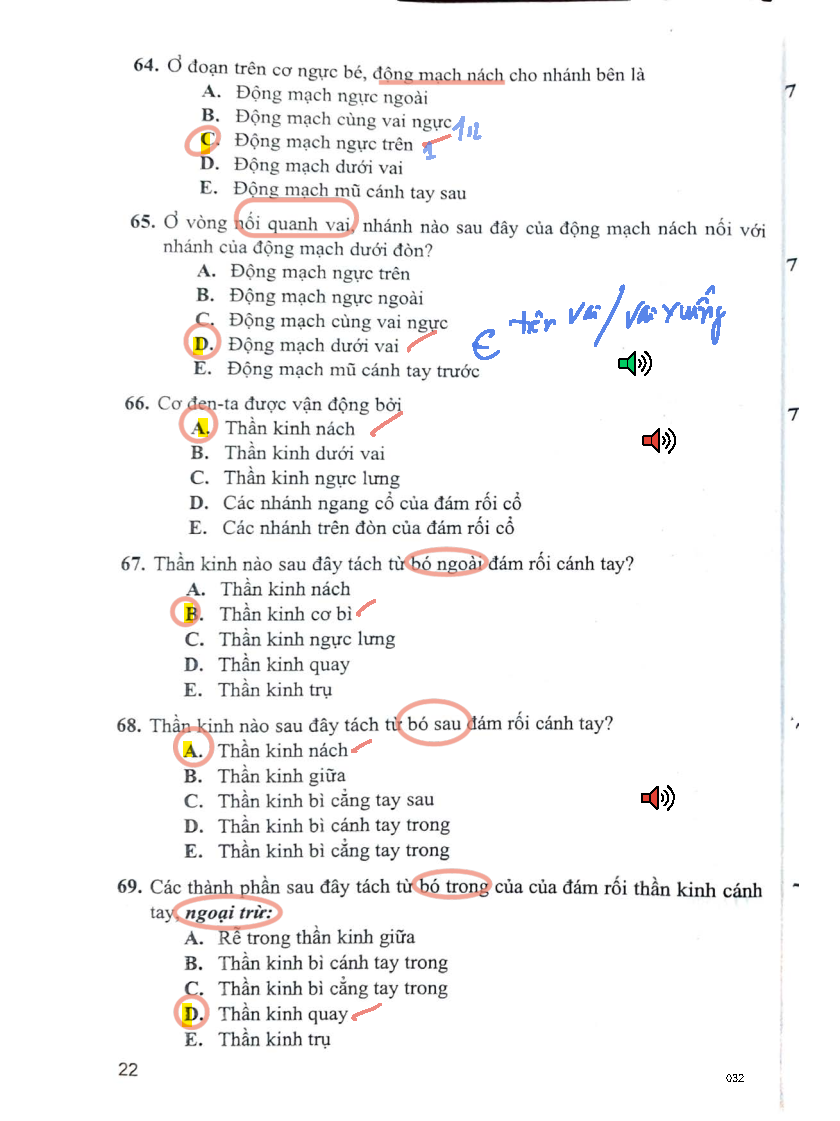 64. Ở đoạn trên cơ ngực bé, động mạch nách cho nhánh bên là
A. Động mạch ngực ngoài
B. Động mạch cùng vai ngực
C. Động mạch ngực trên
D. Động mạch dưới vai
E. Động mạch mũ cánh tay sau
65. Ở vòng nối quanh vai, nhánh nào sau đây của động mạch nách nối với
nhánh của động mạch dưới đòn?
A. Động mạch ngực trên
B. Động mạch ngực ngoài
C. Động mạch cùng vai ngực
D. Động mạch dưới vai
E. Động mạch mũ cánh tay trước
trên vai/vai xuống
66. Cơ đen-ta được vận động bởi
A. Thần kinh nách
B. Thần kinh dưới vai
C. Thần kinh ngực lưng
D. Các nhánh ngang cổ của đám rối cổ
E. Các nhánh trên đòn của đám rối cổ
67. Thần kinh nào sau đây tách từ bó ngoài đám rối cánh tay?
A. Thần kinh nách
B. Thần kinh cơ bì
C. Thần kinh ngực lưng
D. Thần kinh quay
E. Thần kinh trụ
68. Thần kinh nào sau đây tách từ bó sau đám rối cánh tay?
A. Thần kinh nách
B. Thần kinh giữa
C. Thần kinh bì cẳng tay sau
D. Thần kinh bì cánh tay trong
E. Thần kinh bì cẳng tay trong
69. Các thành phần sau đây tách từ bó trong của của đám rối thần kinh cánh
tay, ngoại trừ:
A. Rễ trong thần kinh giữa
B. Thần kinh bì cánh tay trong
C. Thần kinh bì cẳng tay trong
D. Thần kinh quay
E. Thần kinh trụ
22
032
7
7
7